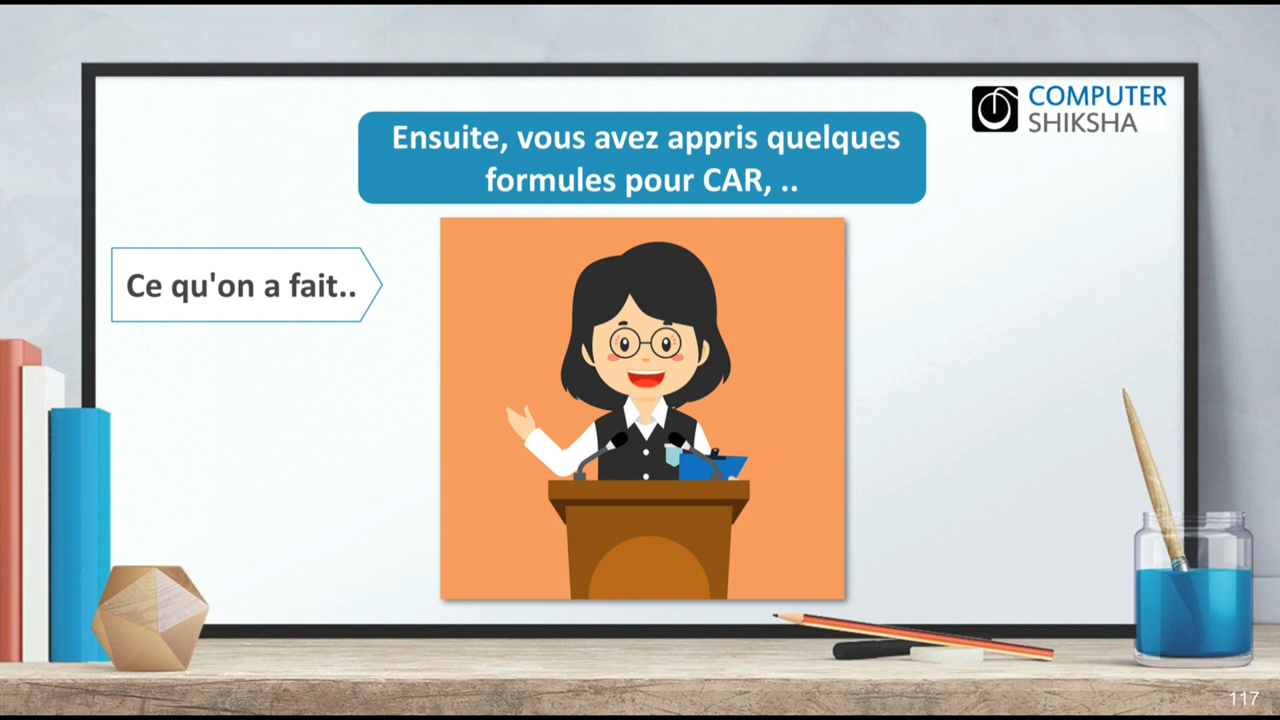 COMPUTER
SHIKSHA
Ensuite, vous avez appris quelques
formules pour CAR, ..
Ce qu'on a fait..
117